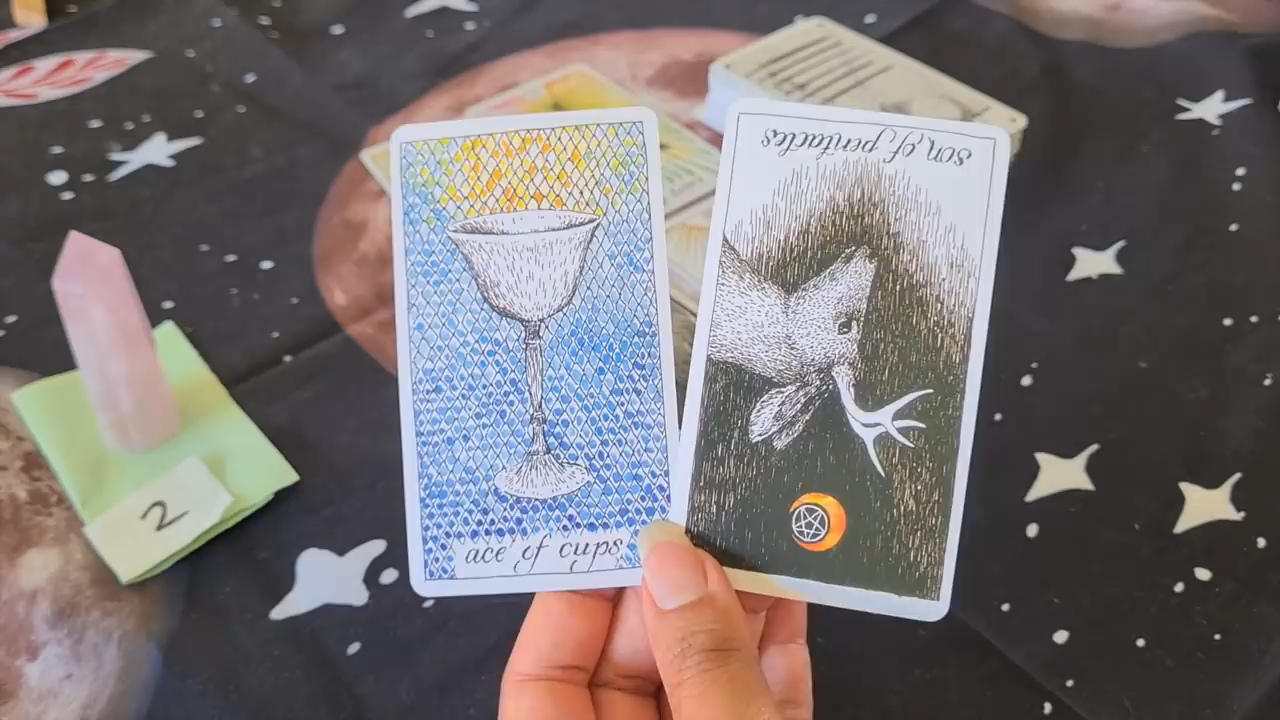 ace of cups
son of pentacles
2